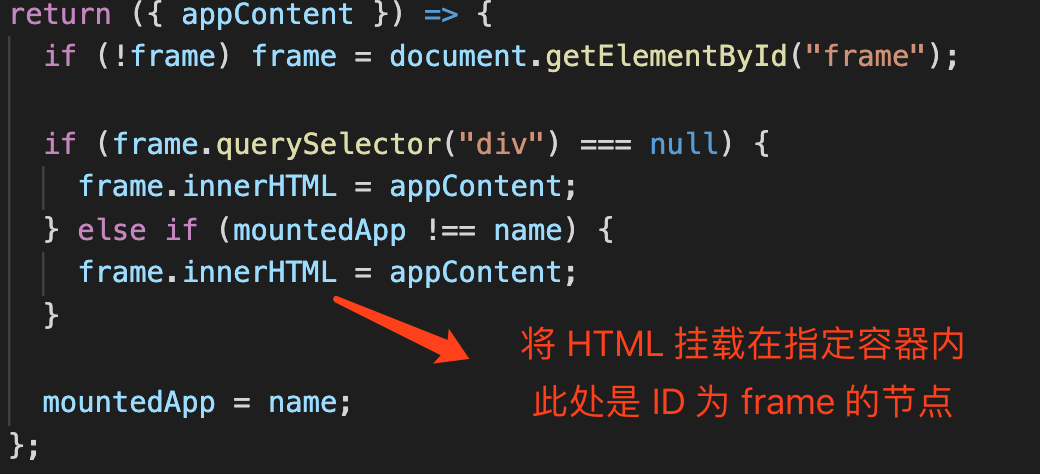 return ({ appContent }) => {
if (!frame) frame = document.getElementById("frame");
if (frame.querySelector("div") === null) {
frame.innerHTML = appContent;
} else if (mountedApp !== name) {
frame.innerHTML = appContent;
}
将 HTML 挂载在指定容器内
此处是 ID 为 frame 的节点
mountedApp = name;
};